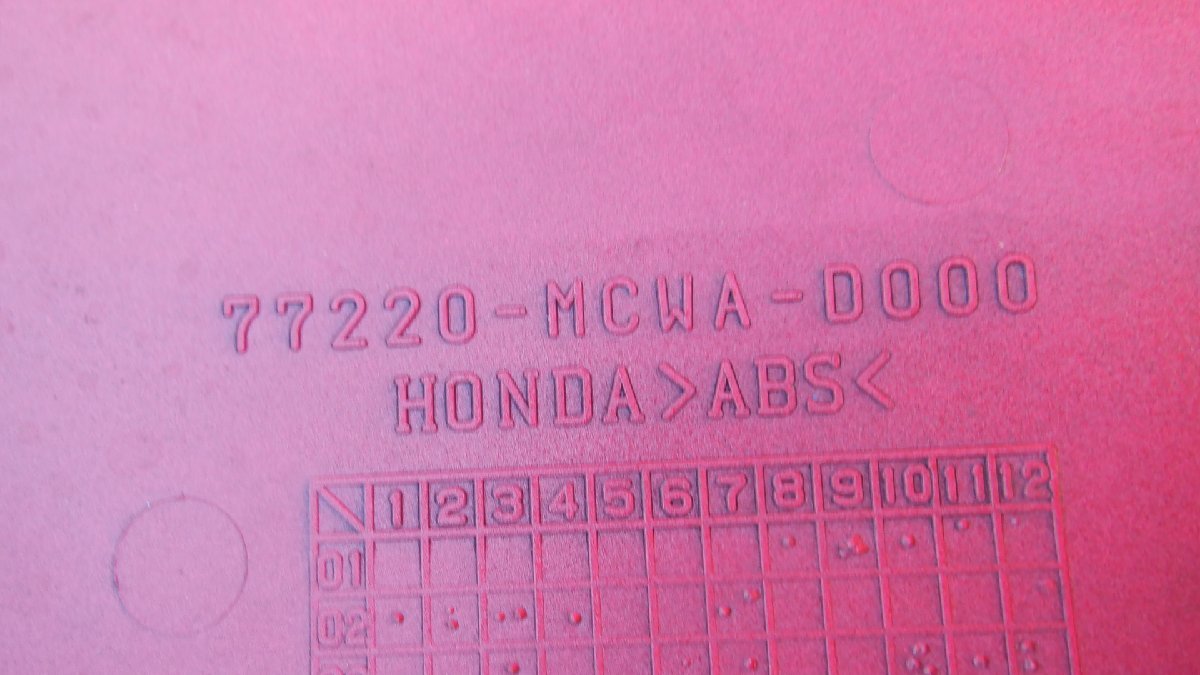 77220-MCWA-D000
HONDA>ABS<
1 2 3 4 5 6 7 8 9 10 11 12
01
02